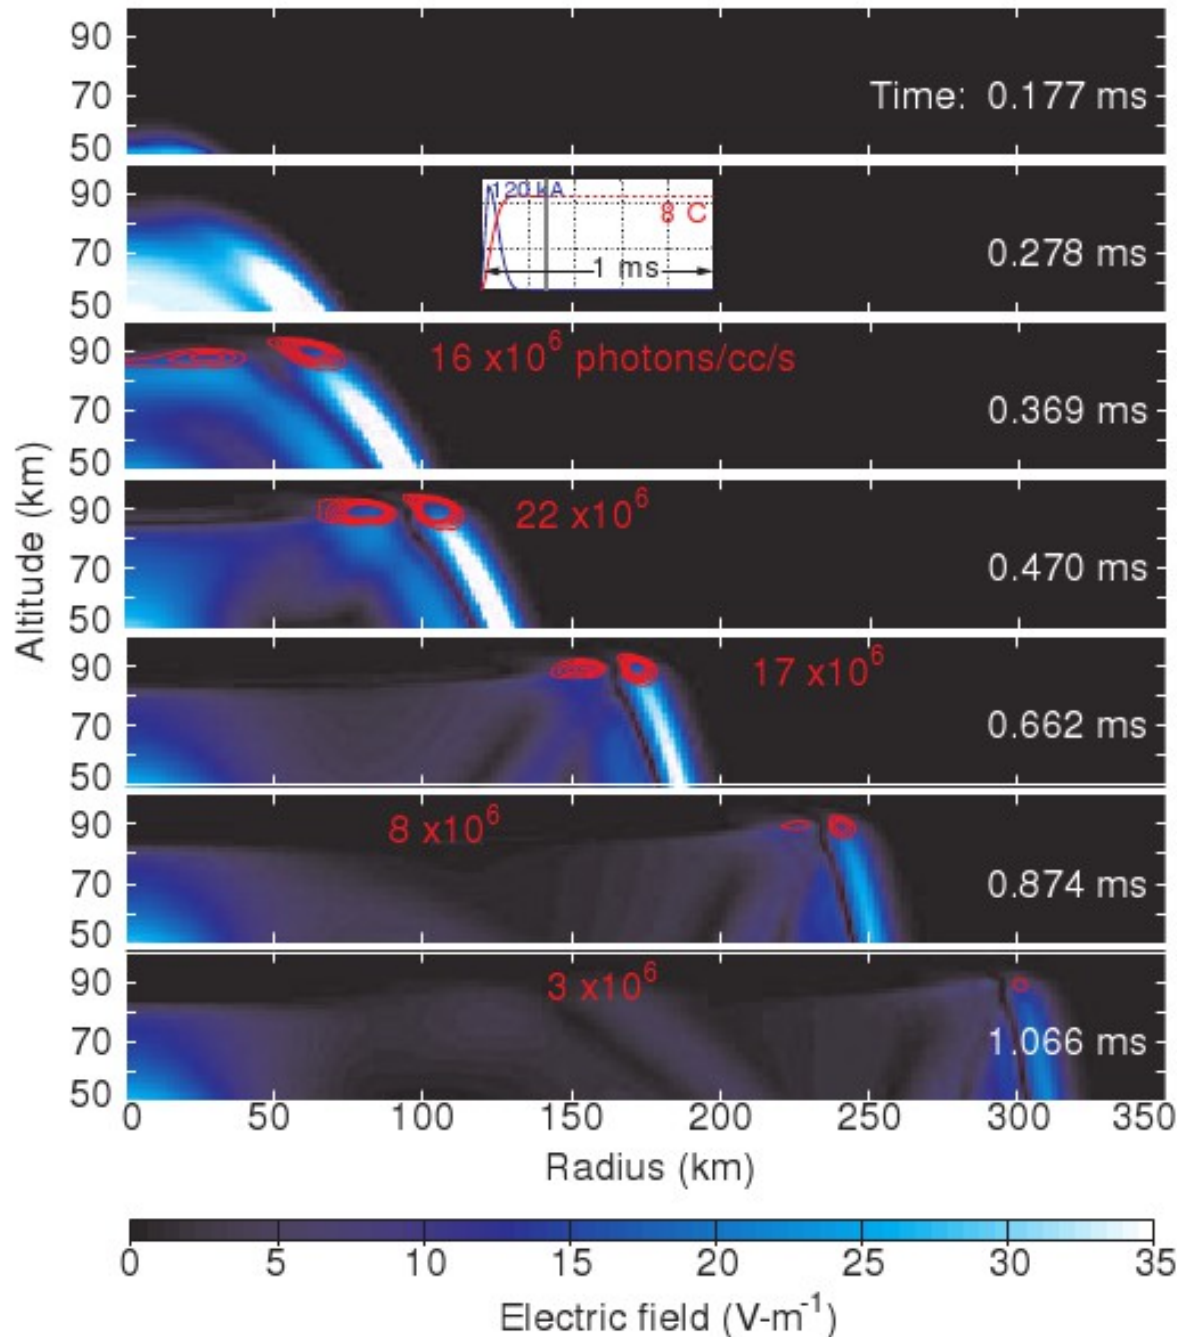 90
70
50
Time: 0.177 ms
90
70
50
120 kA
8 C
1 ms
0.278 ms
90
70
50
16 x10⁶ photons/cc/s
0.369 ms
90
70
50
22 x10⁶
0.470 ms
90
70
50
17 x10⁶
0.662 ms
90
70
50
8 x10⁶
0.874 ms
90
70
50
3 x10⁶
1.066 ms
Altitude (km)
0 50 100 150 200 250 300 350
Radius (km)
0 5 10 15 20 25 30 35
Electric field (V-m⁻¹)